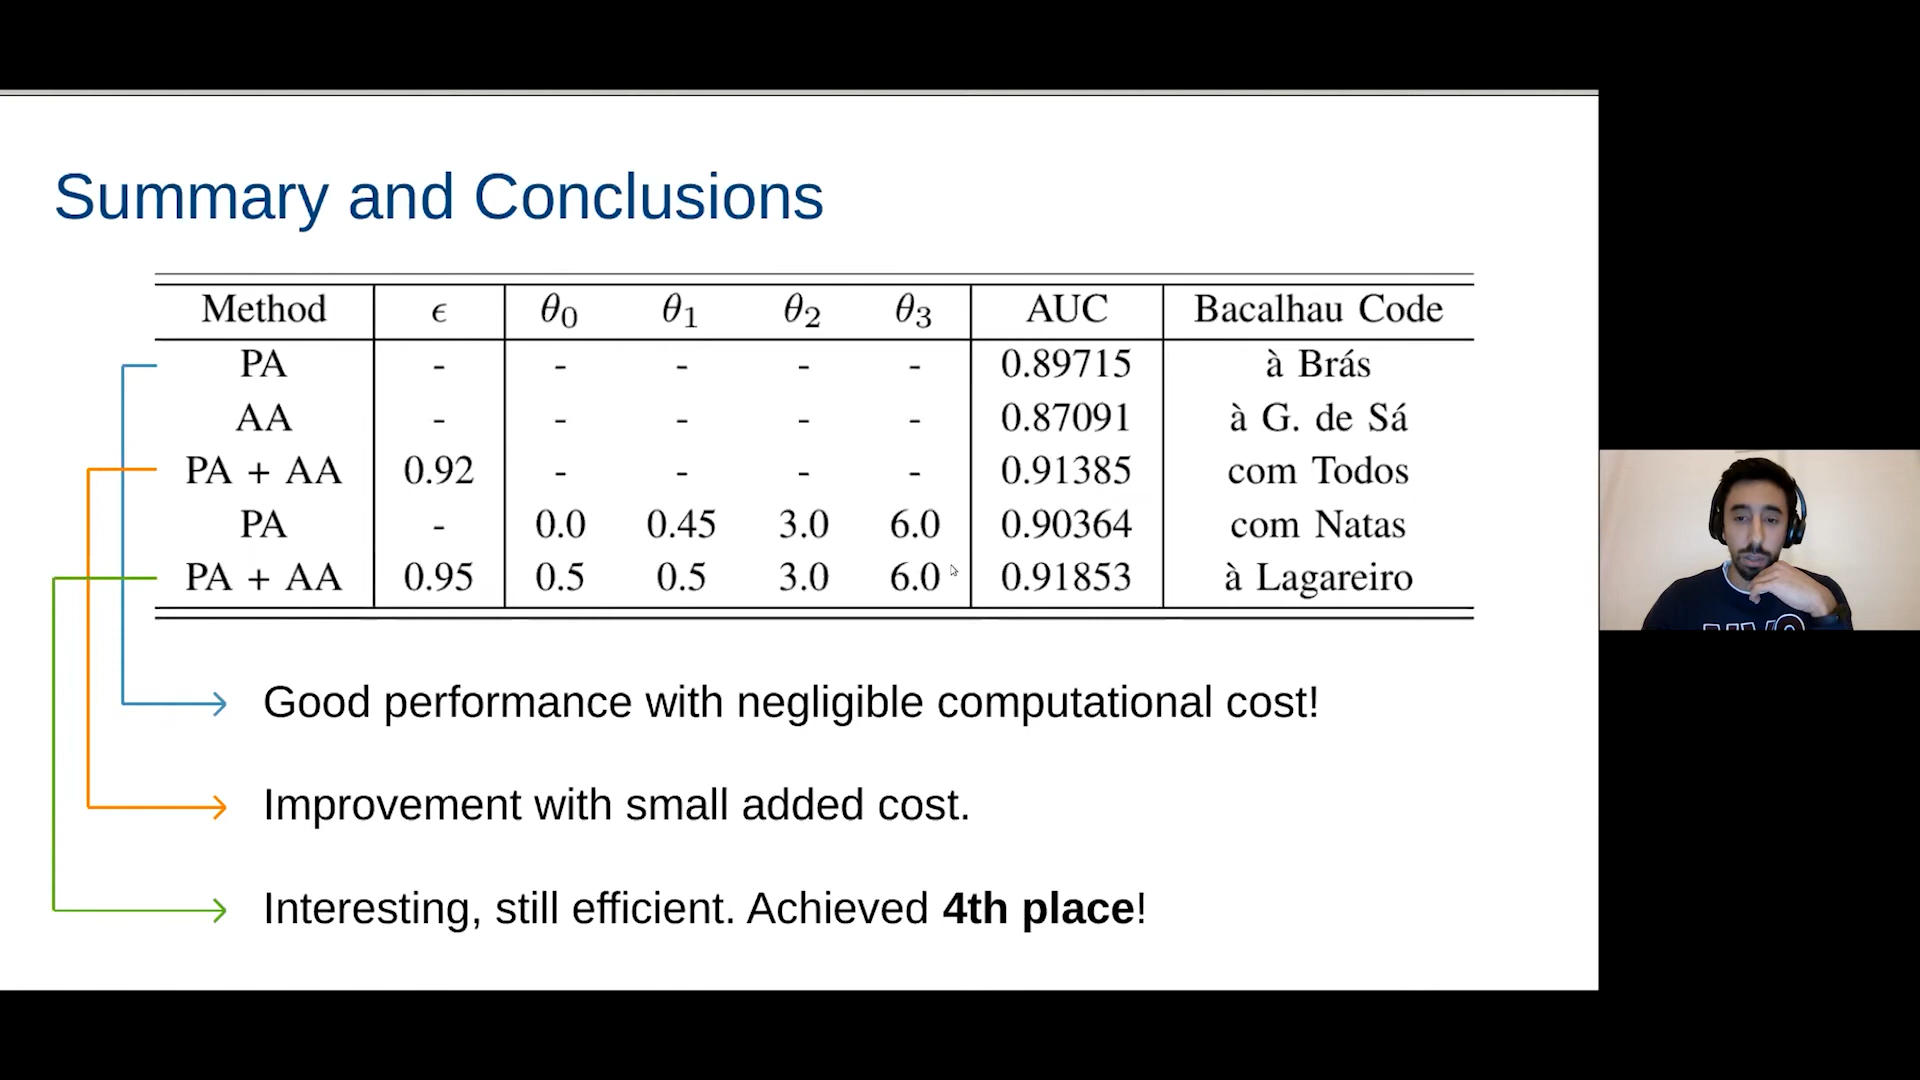 Summary and Conclusions
Method ϵ θ0 θ1 θ2 θ3 AUC Bacalhau Code
PA - - - - - 0.89715 à Brás
AA - - - - - 0.87091 à G. de Sá
PA + AA 0.92 - - - - 0.91385 com Todos
PA - 0.0 0.45 3.0 6.0 0.90364 com Natas
PA + AA 0.95 0.5 0.5 3.0 6.0 0.91853 à Lagareiro
Good performance with negligible computational cost!
Improvement with small added cost.
Interesting, still efficient. Achieved 4th place!